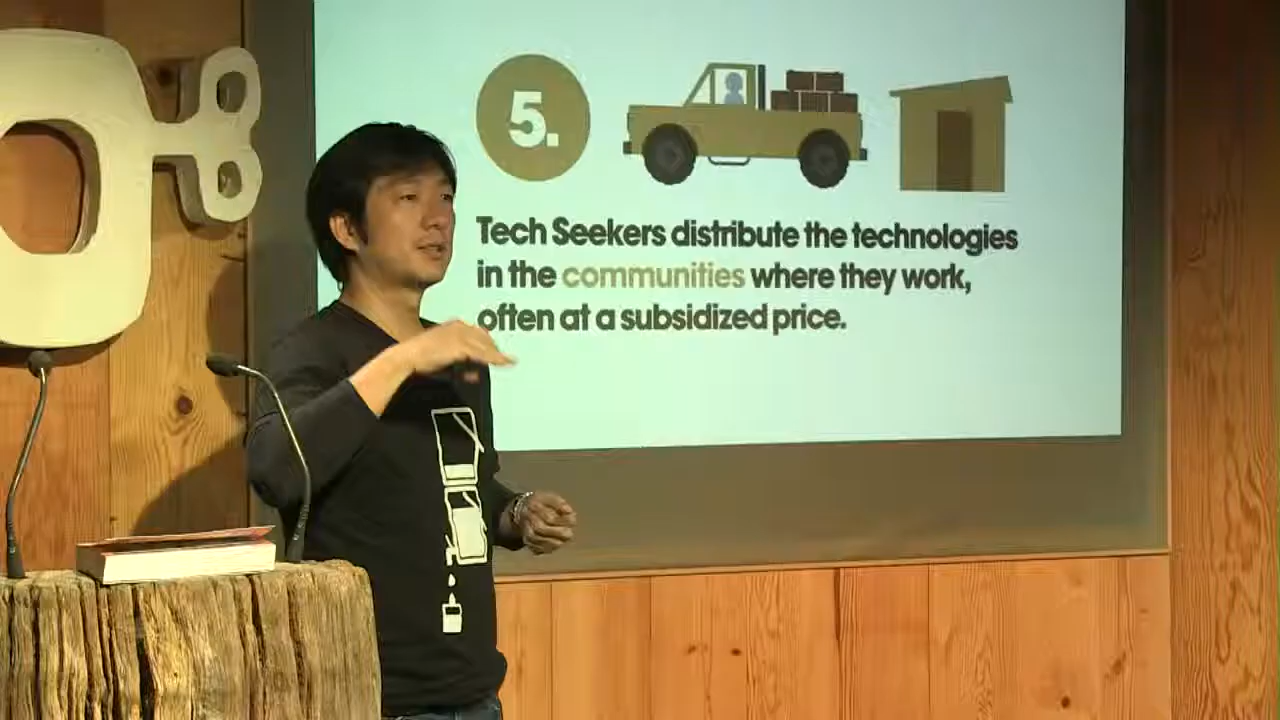 5.
Tech Seekers distribute the technologies
in the communities where they work,
often at a subsidized price.